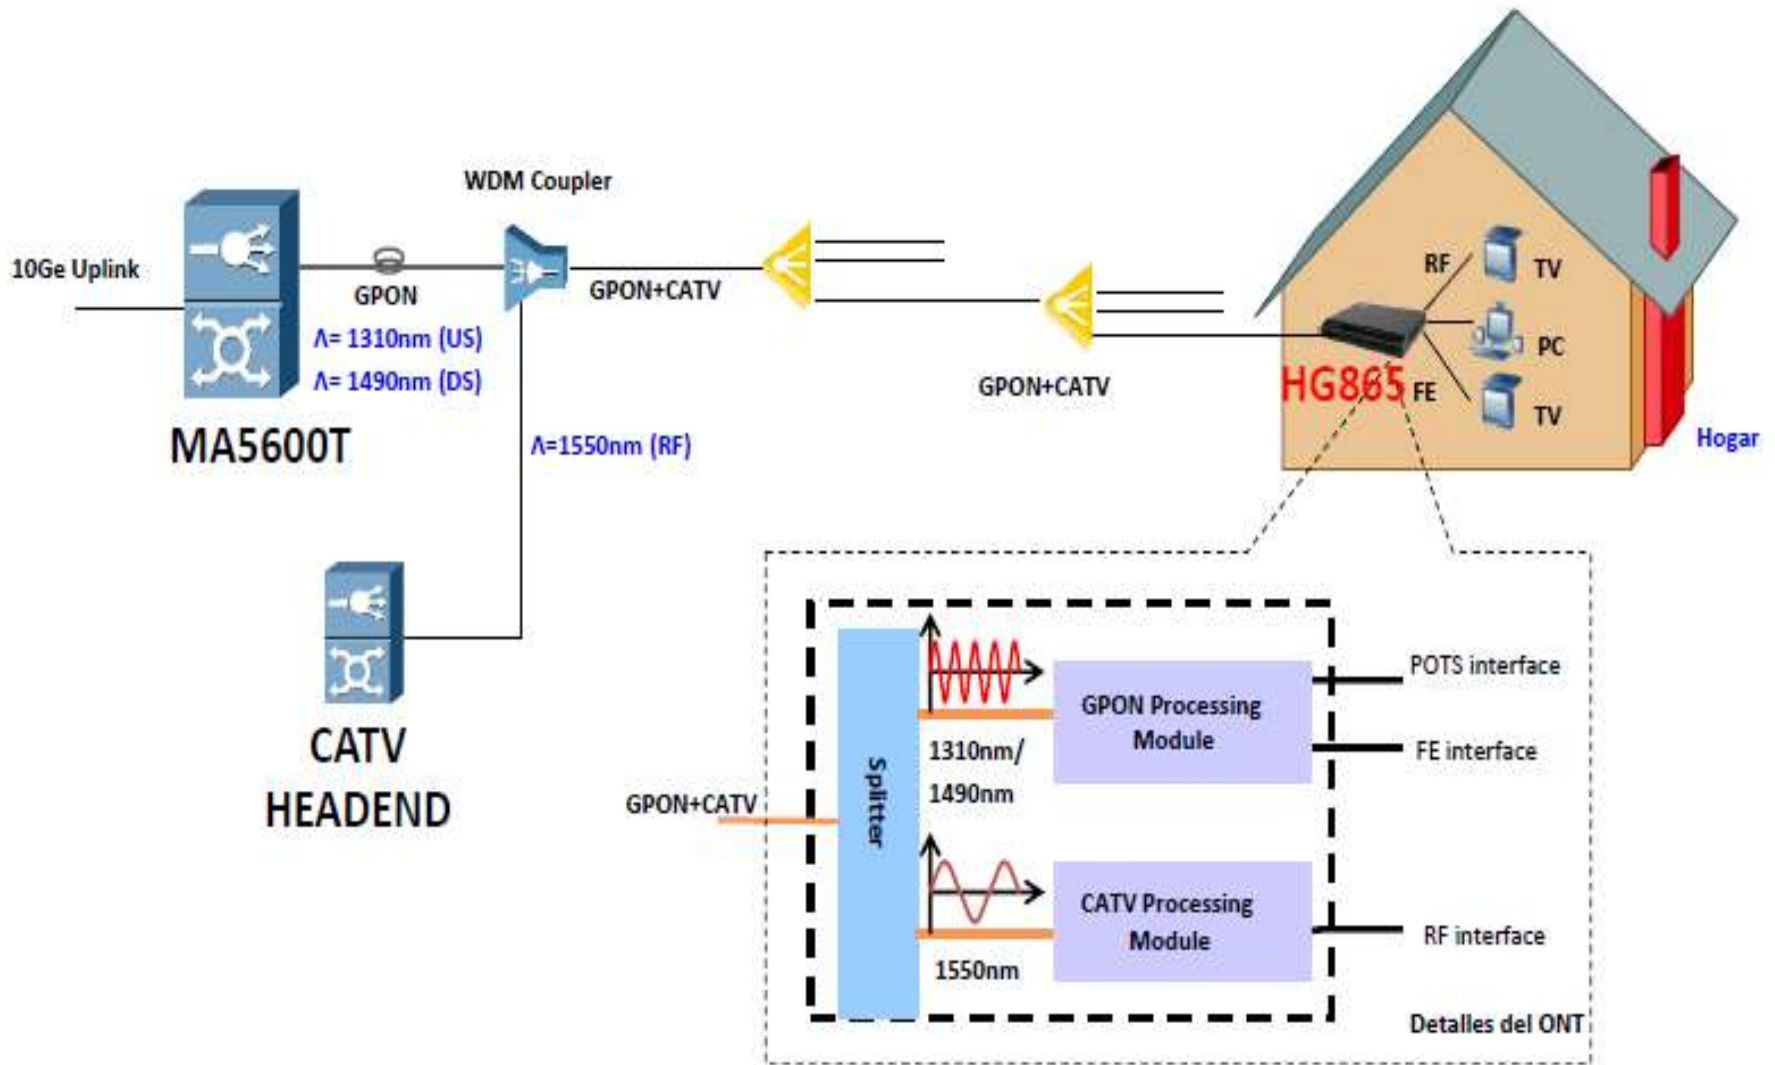 WDM Coupler
10Ge Uplink
GPON
GPON+CATV
Λ= 1310nm (US)
Λ= 1490nm (DS)
MA5600T
Λ=1550nm (RF)
GPON+CATV
RF
TV
PC
HG865
FE
TV
Hogar
CATV
HEADEND
GPON+CATV
Splitter
1310nm/
1490nm
GPON Processing
Module
POTS interface
FE interface
1550nm
CATV Processing
Module
RF interface
Detalles del ONT